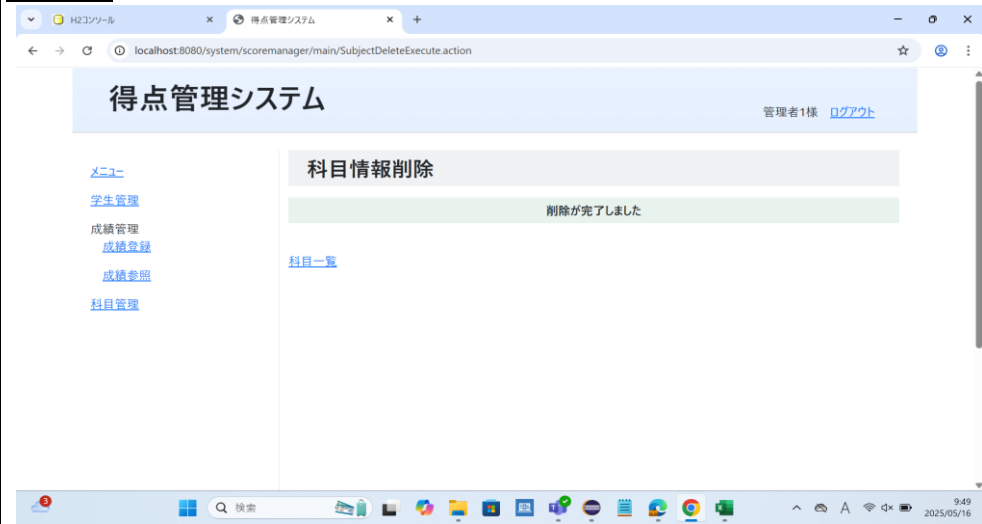 H2コンソール
得点管理システム
localhost:8080/system/scoremanager/main/SubjectDeleteExecute.action
得点管理システム
管理者1様 ログアウト
メニュー
学生管理
成績管理
成績登録
成績参照
科目管理
科目情報削除
削除が完了しました
科目一覧
3
検索
A
9:49
2025/05/16